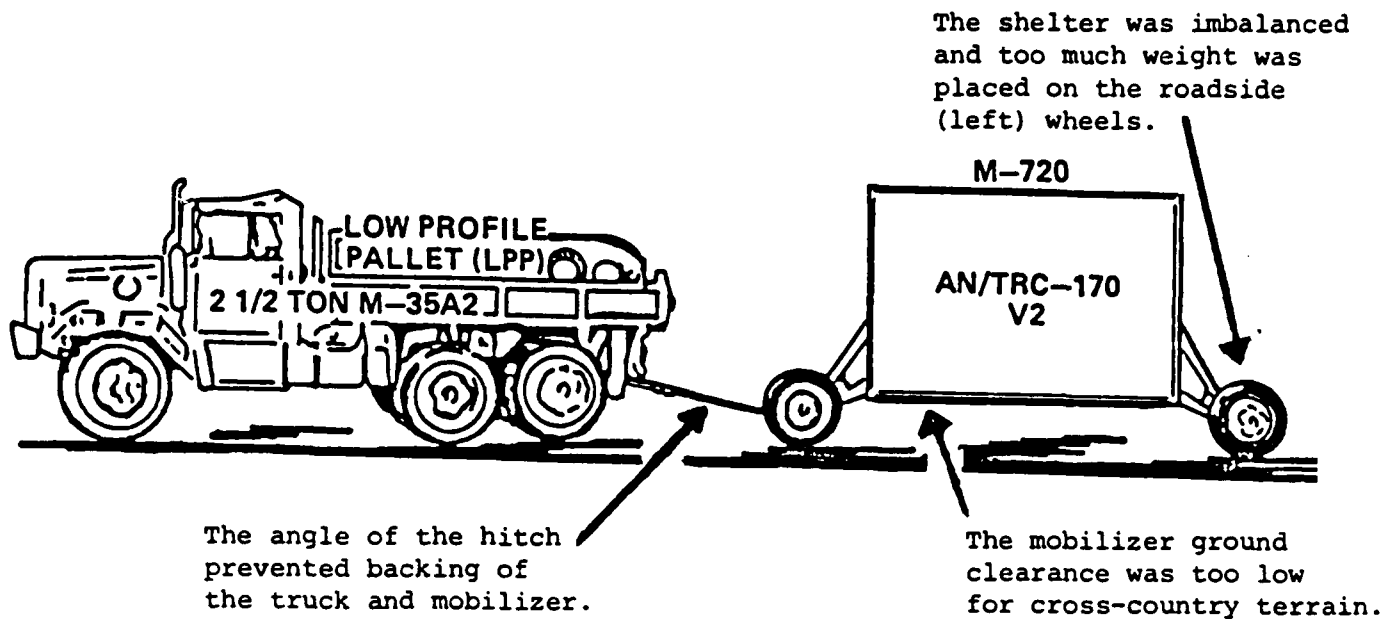 The shelter was imbalanced
and too much weight was
placed on the roadside
(left) wheels.
M-720
LOW PROFILE
PALLET (LPP)
2 1/2 TON M-35A2
AN/TRC-170
V2
The angle of the hitch
prevented backing of
the truck and mobilizer.
The mobilizer ground
clearance was too low
for cross-country terrain.